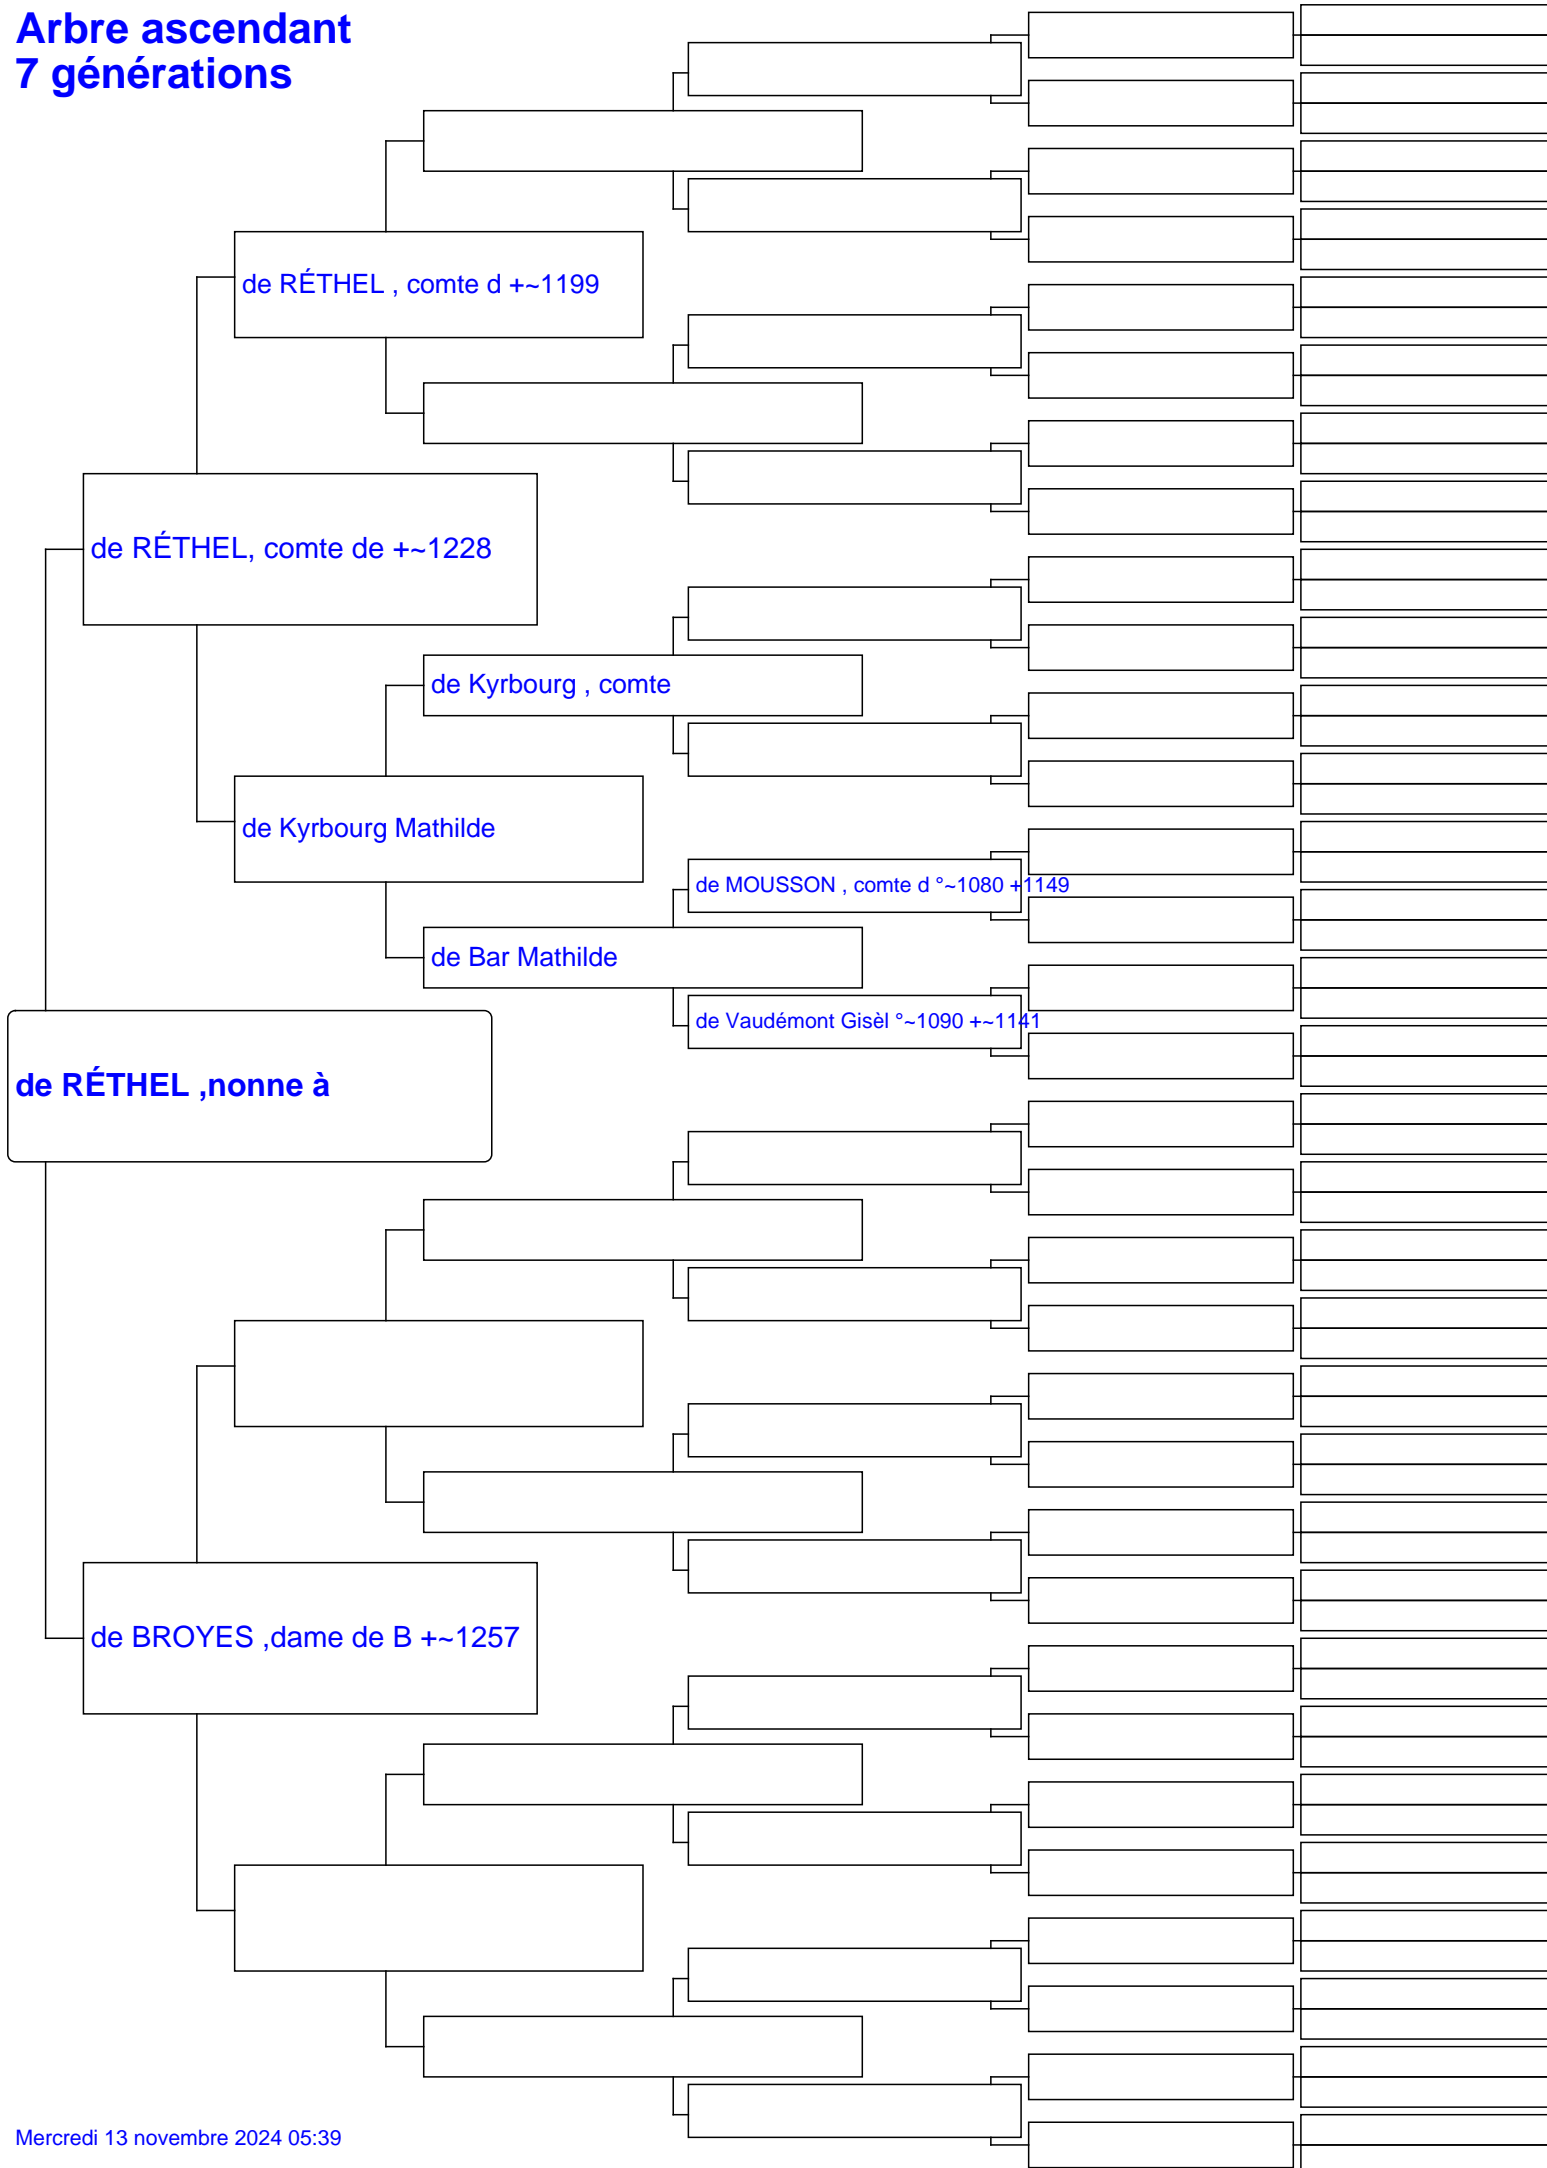 Arbre ascendant
7 générations
de RÉTHEL , comte d +~1199
de RÉTHEL, comte de +~1228
de Kyrbourg , comte
de Kyrbourg Mathilde
de MOUSSON , comte d °~1080 +1149
de Bar Mathilde
de Vaudémont Gisèl °~1090 +~1141
de RÉTHEL ,nonne à
de BROYES ,dame de B +~1257
Mercredi 13 novembre 2024 05:39